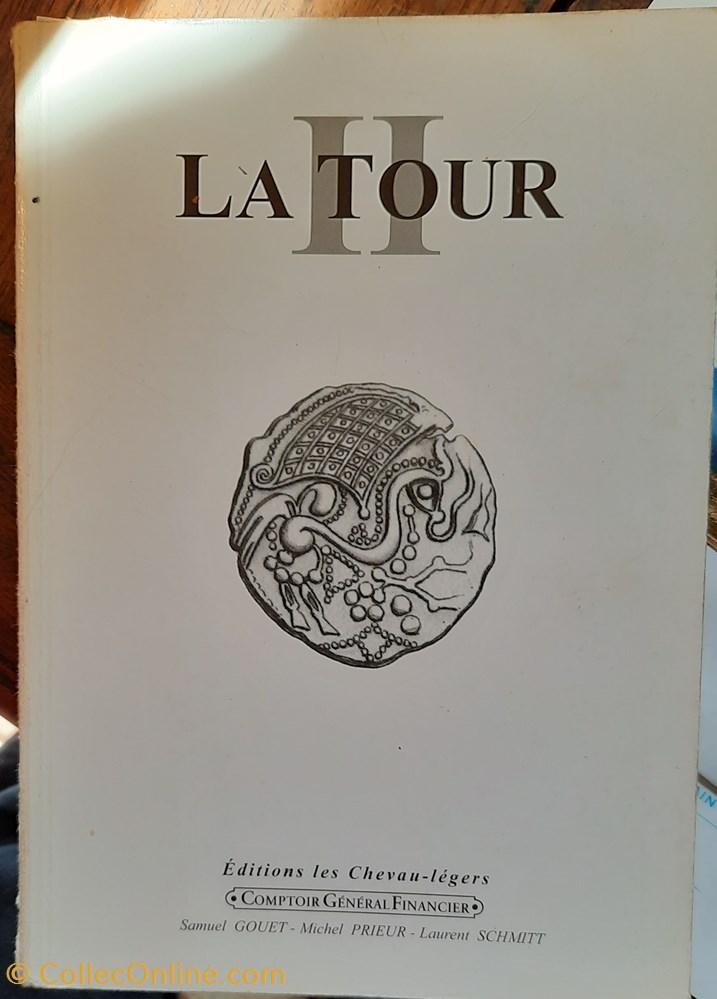 II
LA TOUR
Éditions les Chevau-légers
COMPTOIR GÉNÉRAL FINANCIER
Samuel GOUET - Michel PRIEUR - Laurent SCHMITT
© CollecOnline.com